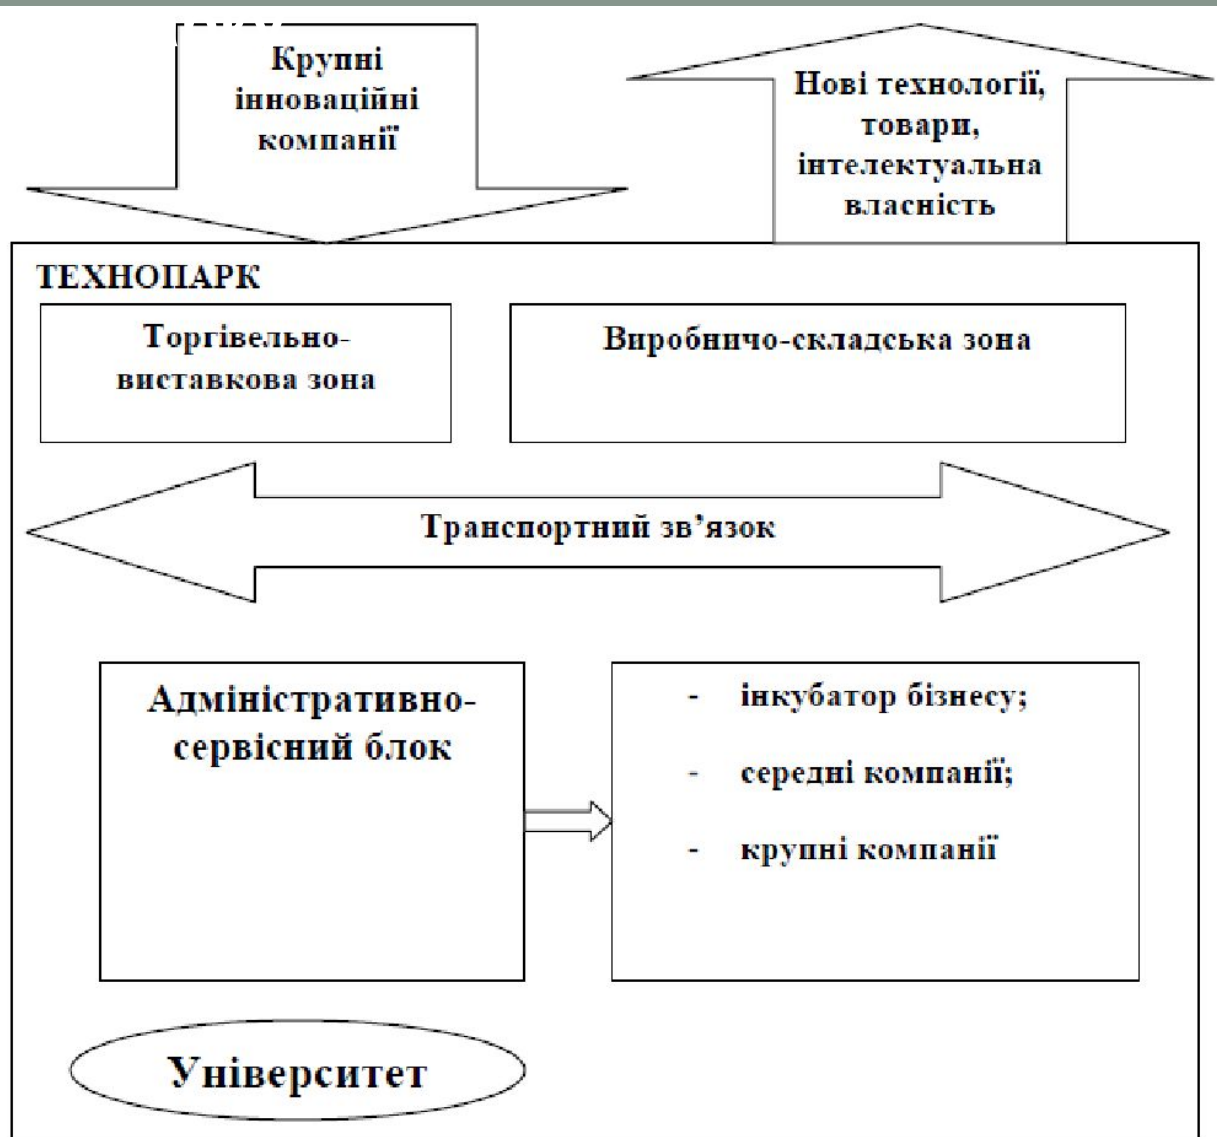 Крупні
інноваційні
компанії
Нові технології,
товари,
інтелектуальна
власність
ТЕХНОПАРК
Торгівельно-
виставкова зона
Виробничо-складська зона
Транспортний зв’язок
Адміністративно-
сервісний блок
- інкубатор бізнесу;
- середні компанії;
- крупні компанії
Університет